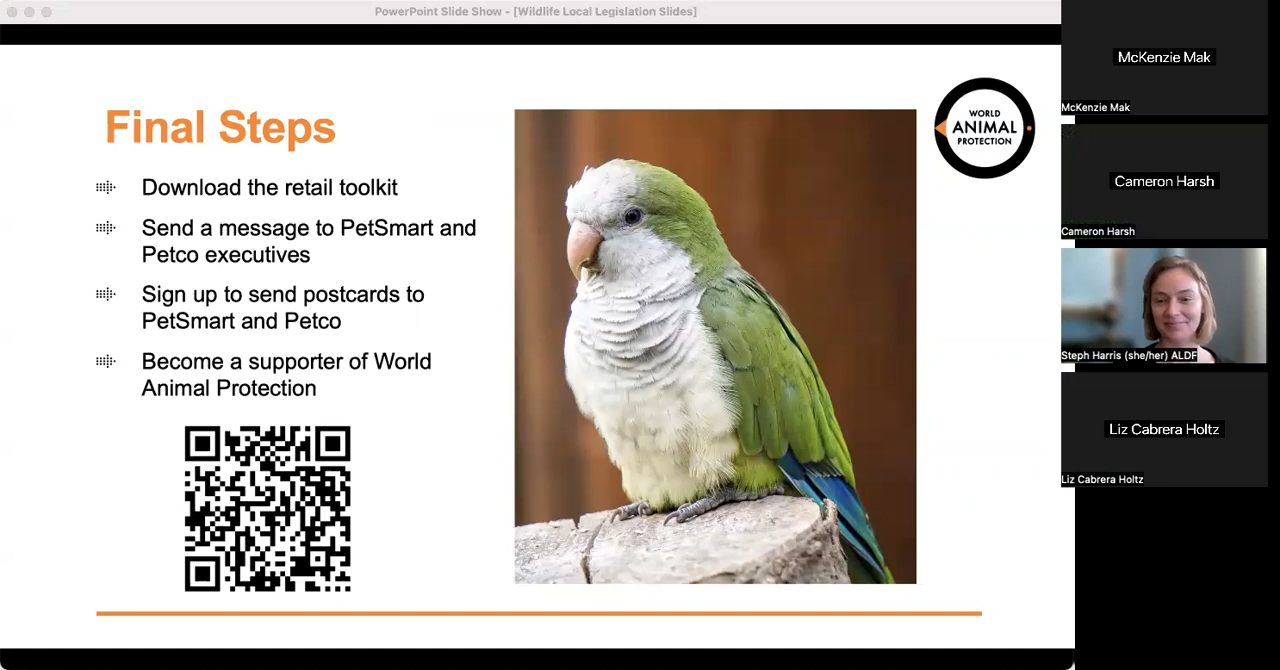 PowerPoint Slide Show - [Wildlife Local Legislation Slides]
Final Steps
Download the retail toolkit
Send a message to PetSmart and
Petco executives
Sign up to send postcards to
PetSmart and Petco
Become a supporter of World
Animal Protection
WORLD
ANIMAL
PROTECTION
McKenzie Mak
McKenzie Mak
Cameron Harsh
Cameron Harsh
Steph Harris (she/her) ALDF
Liz Cabrera Holtz
Liz Cabrera Holtz